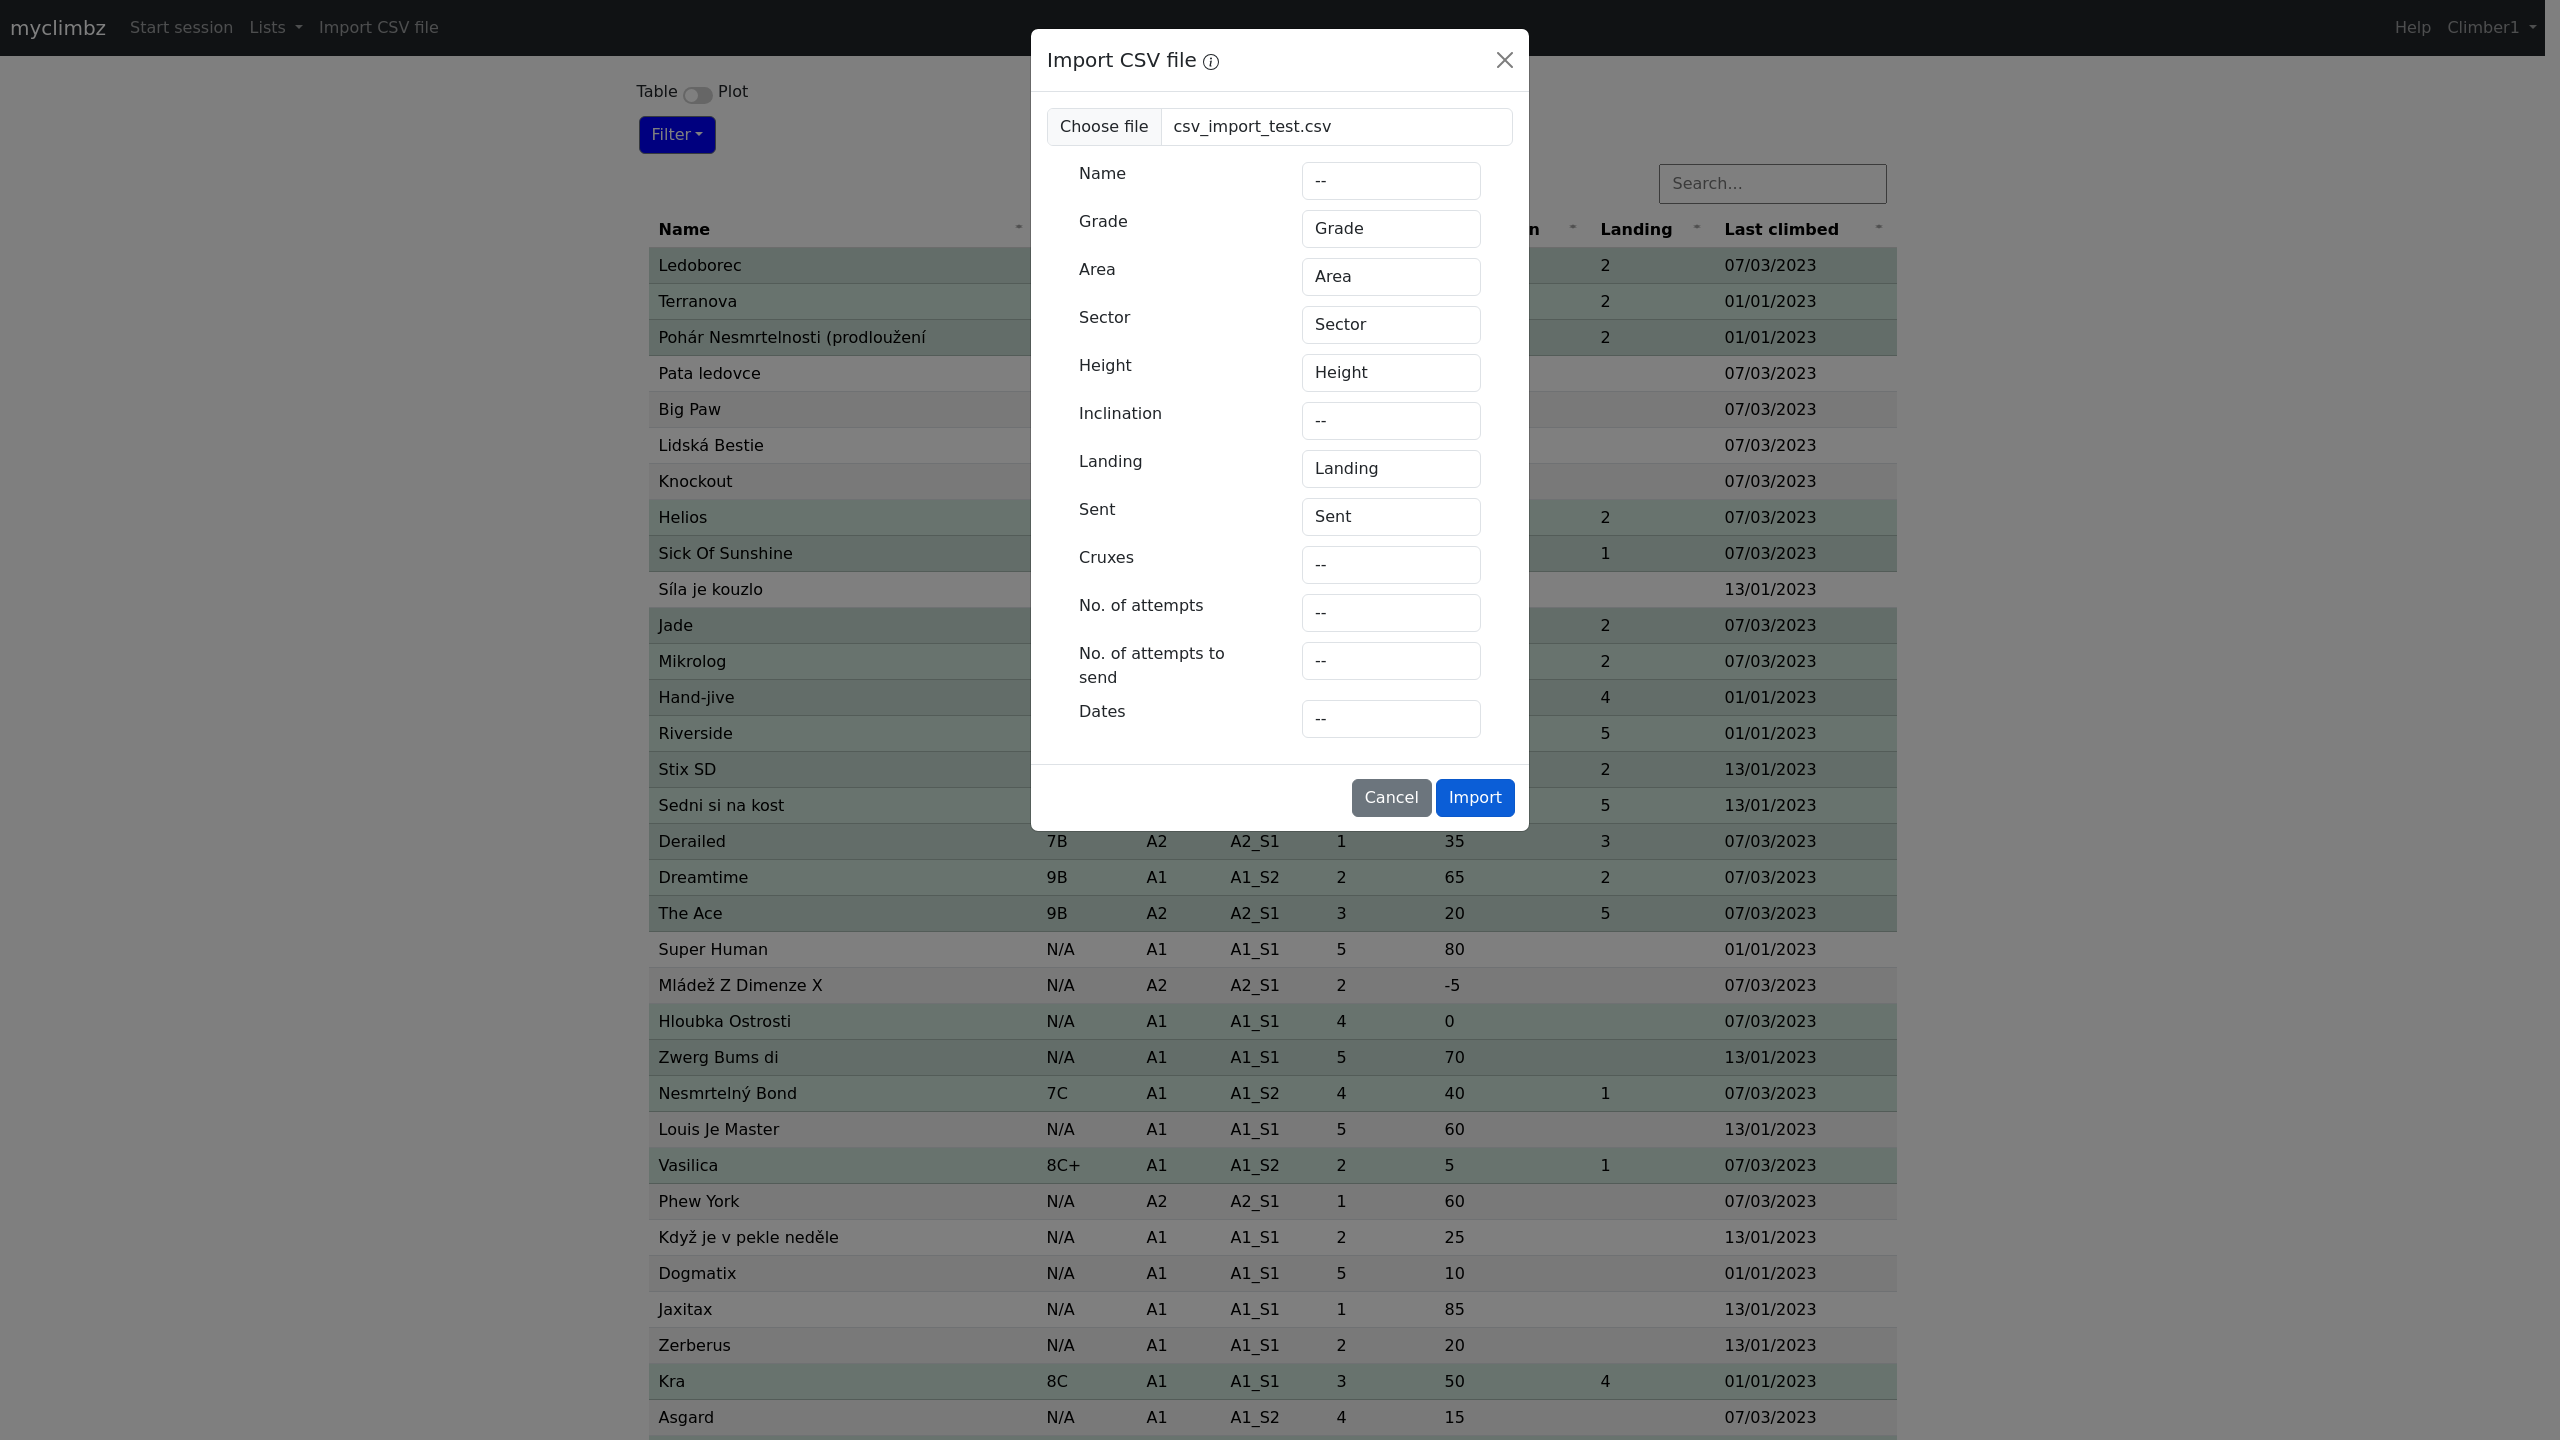 myclimbz Start session Lists Import CSV file Help Climber1
Import CSV file
Table Plot
Filter
Choose file csv_import_test.csv
Search...
Name --
Grade Grade
Area Area
Sector Sector
Height Height
Inclination --
Landing Landing
Sent Sent
Cruxes --
No. of attempts --
No. of attempts to send --
Dates --
Cancel Import
Name n Landing Last climbed
Ledoborec 2 07/03/2023
Terranova 2 01/01/2023
Pohár Nesmrtelnosti (prodloužení 2 01/01/2023
Pata ledovce 07/03/2023
Big Paw 07/03/2023
Lidská Bestie 07/03/2023
Knockout 07/03/2023
Helios 2 07/03/2023
Sick Of Sunshine 1 07/03/2023
Síla je kouzlo 13/01/2023
Jade 2 07/03/2023
Mikrolog 2 07/03/2023
Hand-jive 4 01/01/2023
Riverside 5 01/01/2023
Stix SD 2 13/01/2023
Sedni si na kost 5 13/01/2023
Derailed 7B A2 A2_S1 1 35 3 07/03/2023
Dreamtime 9B A1 A1_S2 2 65 2 07/03/2023
The Ace 9B A2 A2_S1 3 20 5 07/03/2023
Super Human N/A A1 A1_S1 5 80 01/01/2023
Mládež Z Dimenze X N/A A2 A2_S1 2 -5 07/03/2023
Hloubka Ostrosti N/A A1 A1_S1 4 0 07/03/2023
Zwerg Bums di N/A A1 A1_S1 5 70 13/01/2023
Nesmrtelný Bond 7C A1 A1_S2 4 40 1 07/03/2023
Louis Je Master N/A A1 A1_S1 5 60 13/01/2023
Vasilica 8C+ A1 A1_S2 2 5 1 07/03/2023
Phew York N/A A2 A2_S1 1 60 07/03/2023
Když je v pekle neděle N/A A1 A1_S1 2 25 13/01/2023
Dogmatix N/A A1 A1_S1 5 10 01/01/2023
Jaxitax N/A A1 A1_S1 1 85 13/01/2023
Zerberus N/A A1 A1_S1 2 20 13/01/2023
Kra 8C A1 A1_S1 3 50 4 01/01/2023
Asgard N/A A1 A1_S2 4 15 07/03/2023